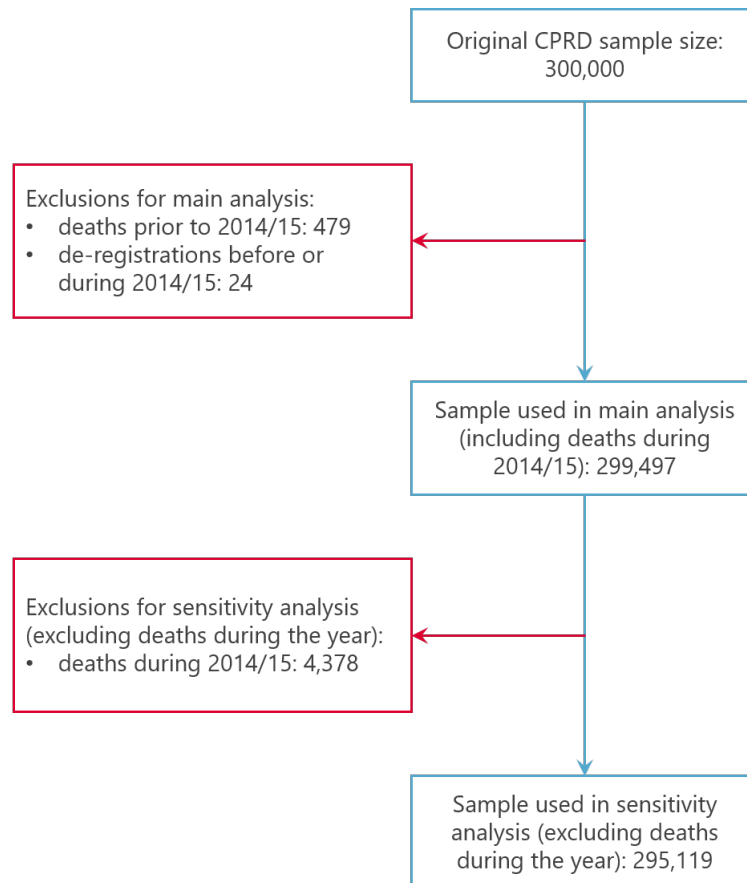 Original CPRD sample size:
300,000
Exclusions for main analysis:
• deaths prior to 2014/15: 479
• de-registrations before or
during 2014/15: 24
Sample used in main analysis
(including deaths during
2014/15): 299,497
Exclusions for sensitivity analysis
(excluding deaths during the year):
• deaths during 2014/15: 4,378
Sample used in sensitivity
analysis (excluding deaths
during the year): 295,119